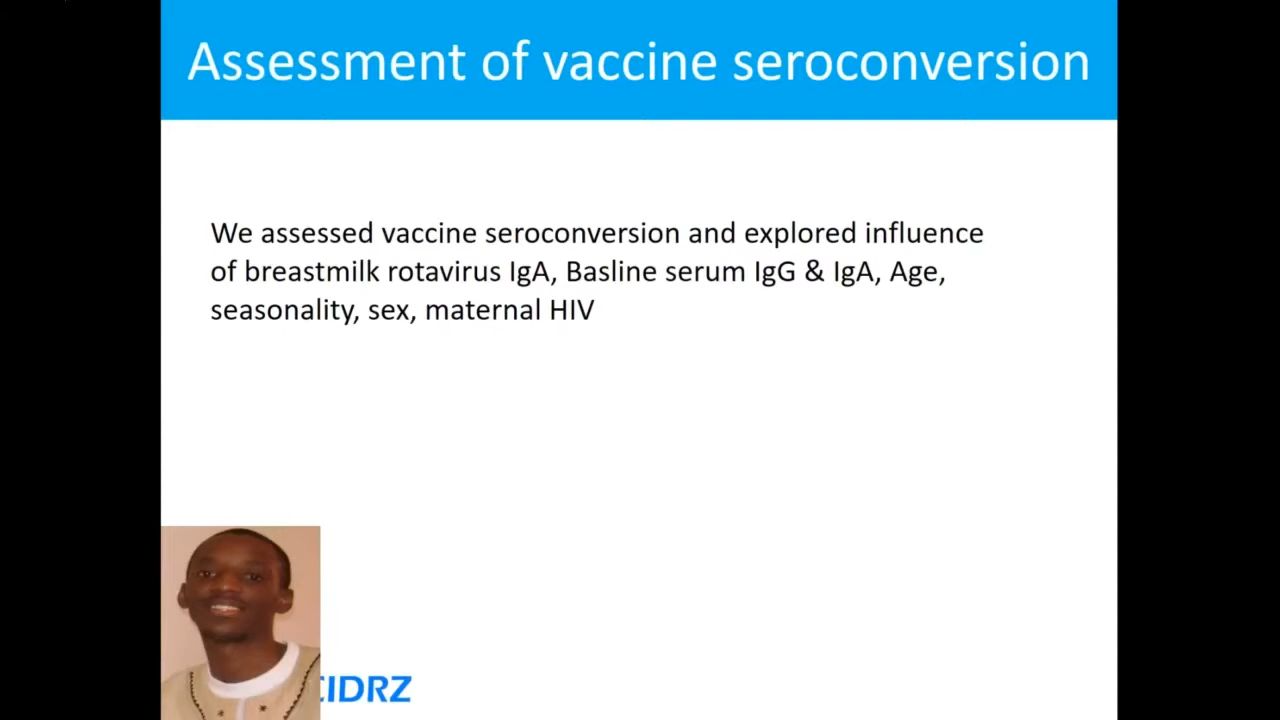 Assessment of vaccine seroconversion
We assessed vaccine seroconversion and explored influence
of breastmilk rotavirus IgA, Basline serum IgG & IgA, Age,
seasonality, sex, maternal HIV
CIDRZ